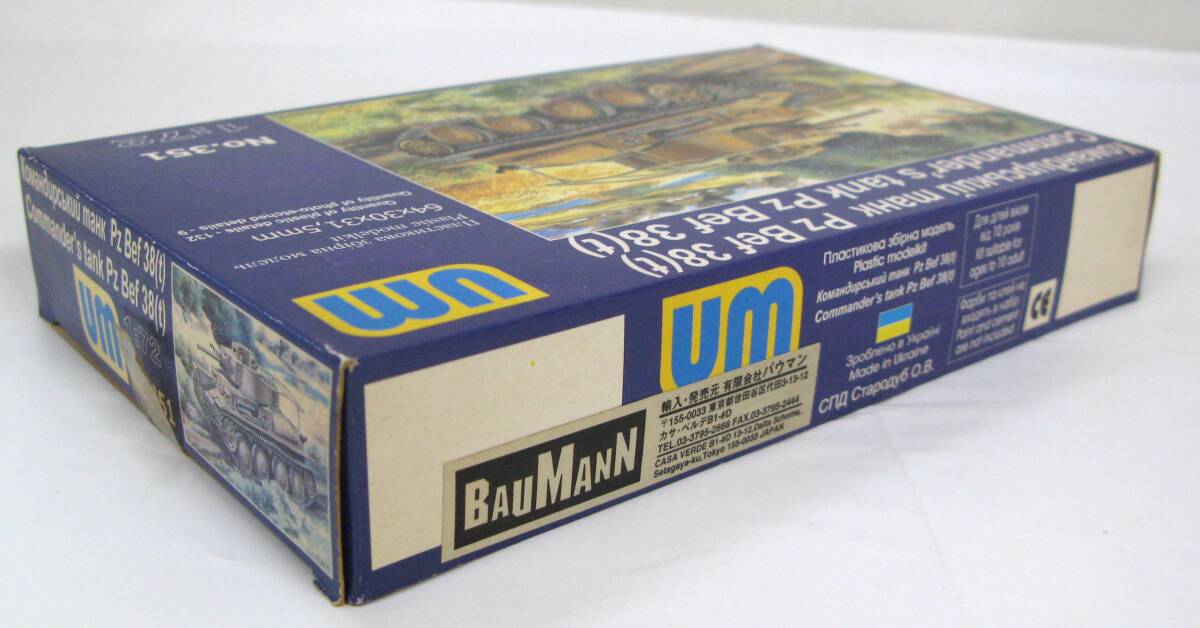 Командирський танк Pz Bef 38(t)
Commander's tank Pz Bef 38(t)
1:72
No.351
Пластикова збірна модель
Plastic modelkit
64x30x31.5mm
Quantity of plastic details - 132
Quantity of photo-etched details - 9
um
Командирський танк Pz Bef 38(t)
Commander's tank Pz Bef 38(t)
um
1:72
51
um
Пластикова збірна модель
Plastic modelkit
Командирський танк Pz Bef 38(t)
Commander's tank Pz Bef 38(t)
Зроблено в Україні
Made in Ukraine
СПД Стародуб О.В.
Для дітей віком
від 10 років
Kit suitable for
ages to 10 adult
Фарби та клей не
входять в набір
Paint and cement
are not included
CE
BAUMANN
輸入・発売元 有限会社バウマン
〒155-0033 東京都世田谷区代田3-13-12
カサ・ベルデB1-#D
TEL.03-3795-2666 FAX.03-3795-2444
CASA VERDE B1-#D 13-12,Daita 3chome,
Setagaya-ku,Tokyo 155-0033 JAPAN